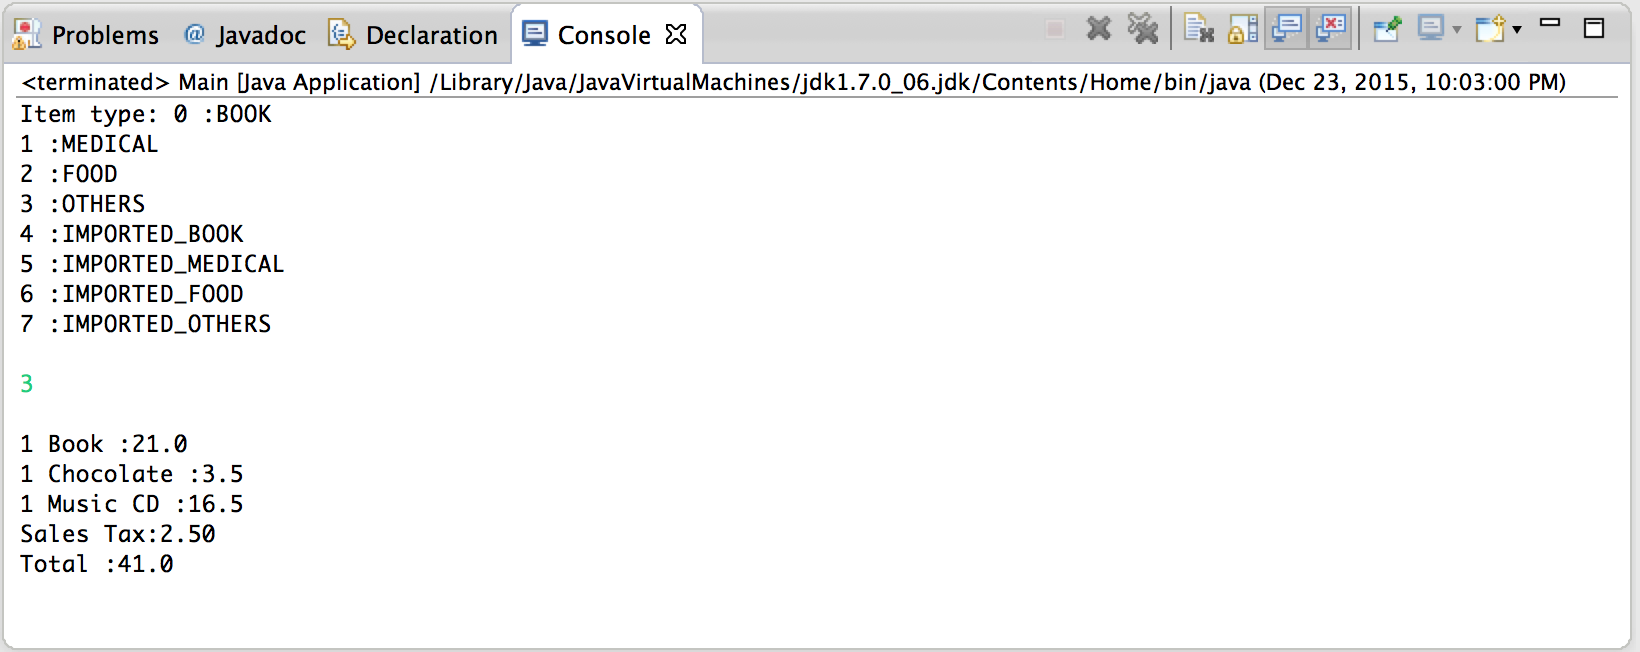 Problems @ Javadoc Declaration Console
<terminated> Main [Java Application] /Library/Java/JavaVirtualMachines/jdk1.7.0_06.jdk/Contents/Home/bin/java (Dec 23, 2015, 10:03:00 PM)
Item type: 0 :BOOK
1 :MEDICAL
2 :FOOD
3 :OTHERS
4 :IMPORTED_BOOK
5 :IMPORTED_MEDICAL
6 :IMPORTED_FOOD
7 :IMPORTED_OTHERS
3
1 Book :21.0
1 Chocolate :3.5
1 Music CD :16.5
Sales Tax:2.50
Total :41.0